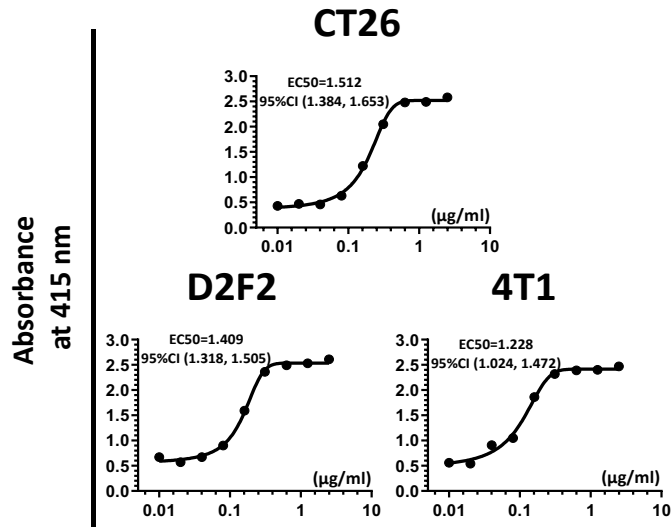 CT26
Absorbance
at 415 nm
EC50=1.512
95%CI (1.384, 1.653)
3.0
2.5
2.0
1.5
1.0
0.5
0.0
(µg/ml)
0.01 0.1 1 10
D2F2
EC50=1.409
95%CI (1.318, 1.505)
3.0
2.5
2.0
1.5
1.0
0.5
0.0
(µg/ml)
0.01 0.1 1 10
4T1
EC50=1.228
95%CI (1.024, 1.472)
3.0
2.5
2.0
1.5
1.0
0.5
0.0
(µg/ml)
0.01 0.1 1 10